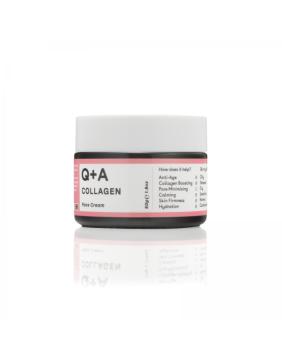 Q+A
COLLAGEN
Face Cream
50g℮1.8oz
How does it help?
Anti-Age
Collagen Boosting
Pore Minimising
Calming
Skin Firmness
Hydration